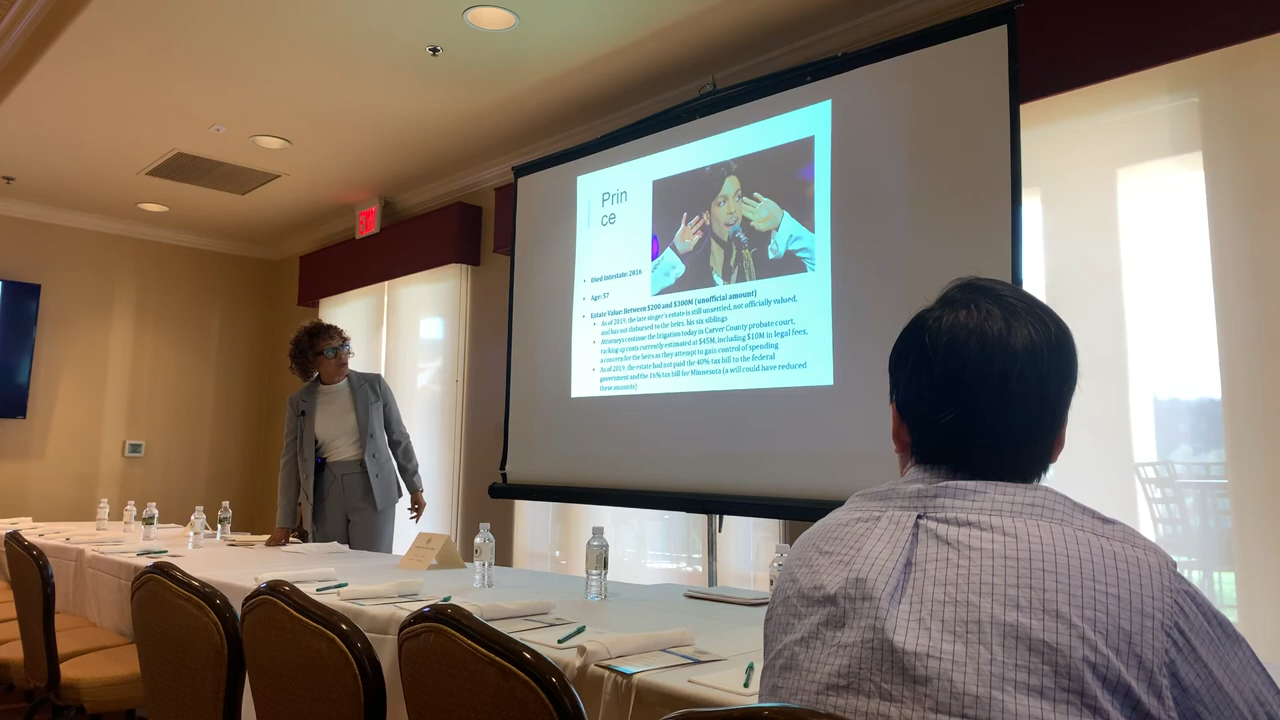 EXIT
Prin
ce
Died intestate: 2016
Age: 57
Estate Value: Between $200 and $300M (unofficial amount)
As of 2019, the late singer's estate is still unsettled, not officially valued,
and has not disbursed to the heirs, his six siblings
Attorneys continue the litigation today in Carver County probate court,
racking up costs currently estimated at $45M, including $10M in legal fees,
a concern for the heirs as they attempt to gain control of spending
As of 2019, the estate had not paid the 40% tax bill to the federal
government and the 16% tax bill for Minnesota (a will could have reduced
these amounts)